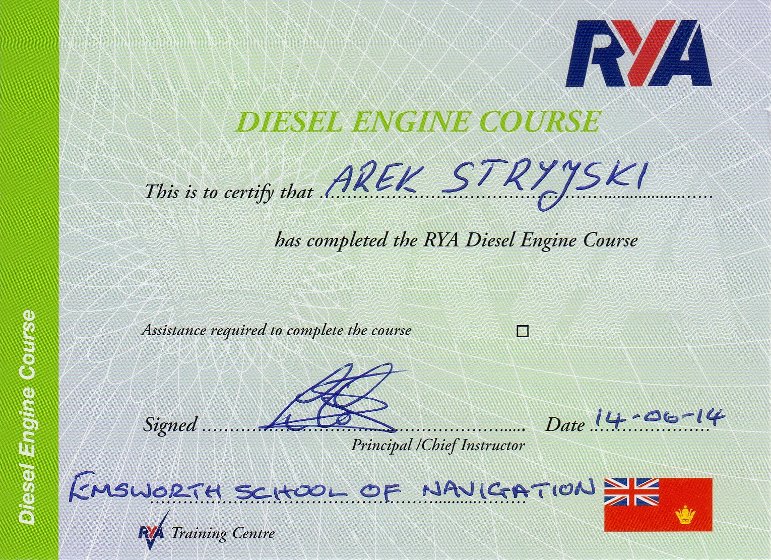 RYA
DIESEL ENGINE COURSE
This is to certify that AREK STRYJSKI
has completed the RYA Diesel Engine Course
Assistance required to complete the course
Signed Date 14-06-14
Principal /Chief Instructor
EMSWORTH SCHOOL OF NAVIGATION
RYA Training Centre
Diesel Engine Course